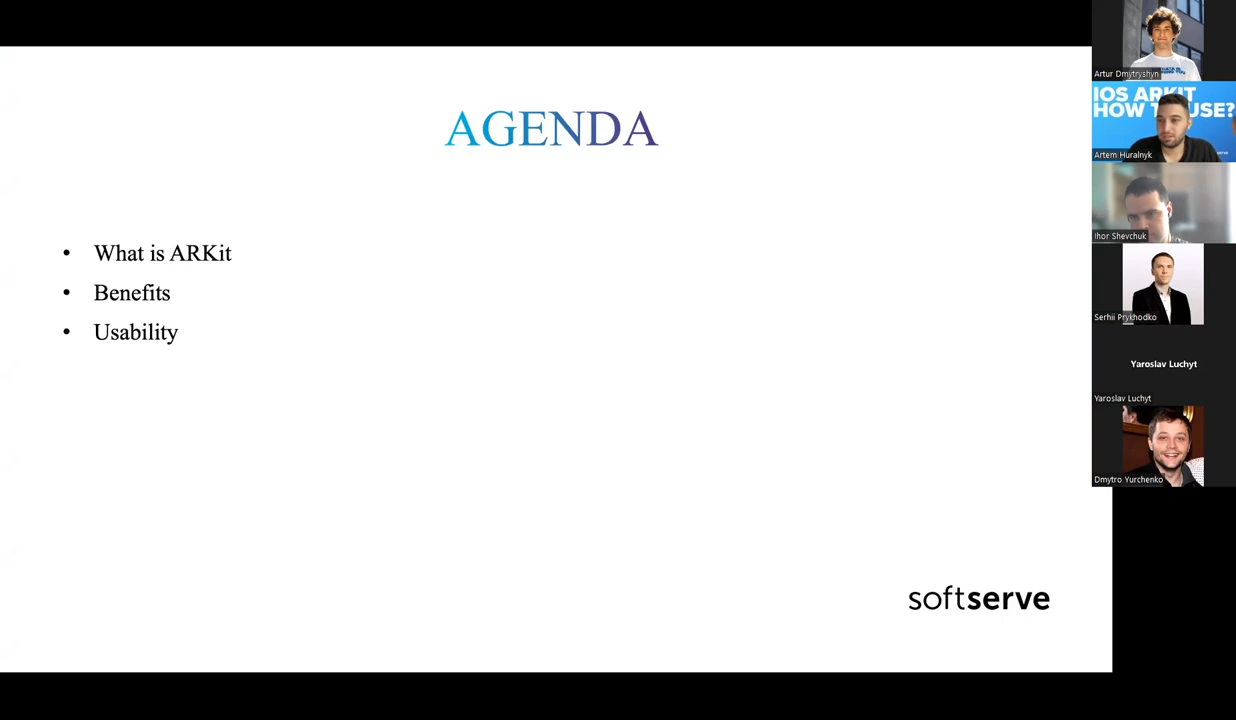 AGENDA
• What is ARKit
• Benefits
• Usability
softserve
Artur Dmytryshyn
IOS ARKIT
HOW T USE?
Artem Huralnyk
Ihor Shevchuk
Serhii Prykhodko
Yaroslav Luchyt
Yaroslav Luchyt
Dmytro Yurchenko